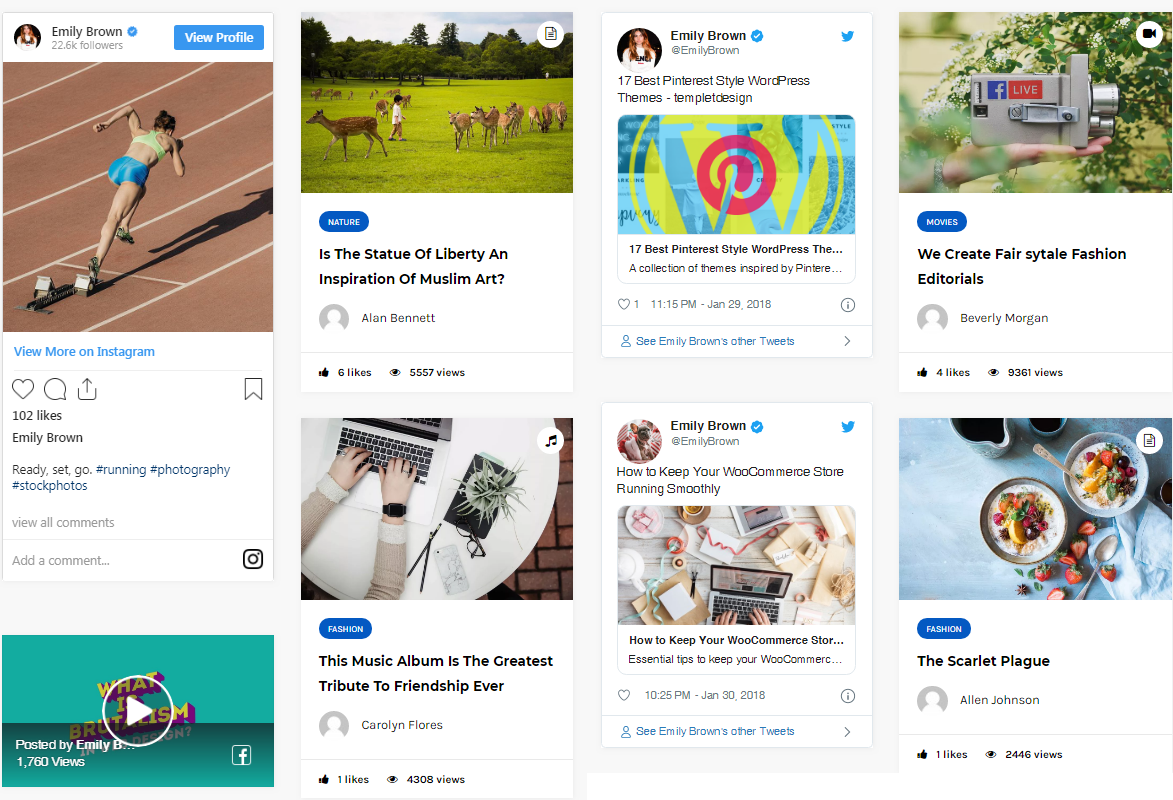 Emily Brown
22.6k followers
View Profile
View More on Instagram
102 likes
Emily Brown
Ready, set, go. #running #photography
#stockphotos
view all comments
Add a comment...
WHAT
IS
BRUTALISM
IN DESIGN?
Posted by Emily B...
1,760 Views
NATURE
Is The Statue Of Liberty An
Inspiration Of Muslim Art?
Alan Bennett
6 likes 5557 views
FASHION
This Music Album Is The Greatest
Tribute To Friendship Ever
Carolyn Flores
1 likes 4308 views
Emily Brown
@EmilyBrown
17 Best Pinterest Style WordPress
Themes - templetdesign
STYLE
17 Best Pinterest Style WordPress The...
A collection of themes inspired by Pintere...
1 11:15 PM - Jan 29, 2018
See Emily Brown's other Tweets
Emily Brown
@EmilyBrown
How to Keep Your WooCommerce Store
Running Smoothly
How to Keep Your WooCommerce Stor...
Essential tips to keep your WooCommerc...
10:25 PM - Jan 30, 2018
See Emily Brown's other Tweets
f LIVE
MOVIES
We Create Fair sytale Fashion
Editorials
Beverly Morgan
4 likes 9361 views
FASHION
The Scarlet Plague
Allen Johnson
1 likes 2446 views